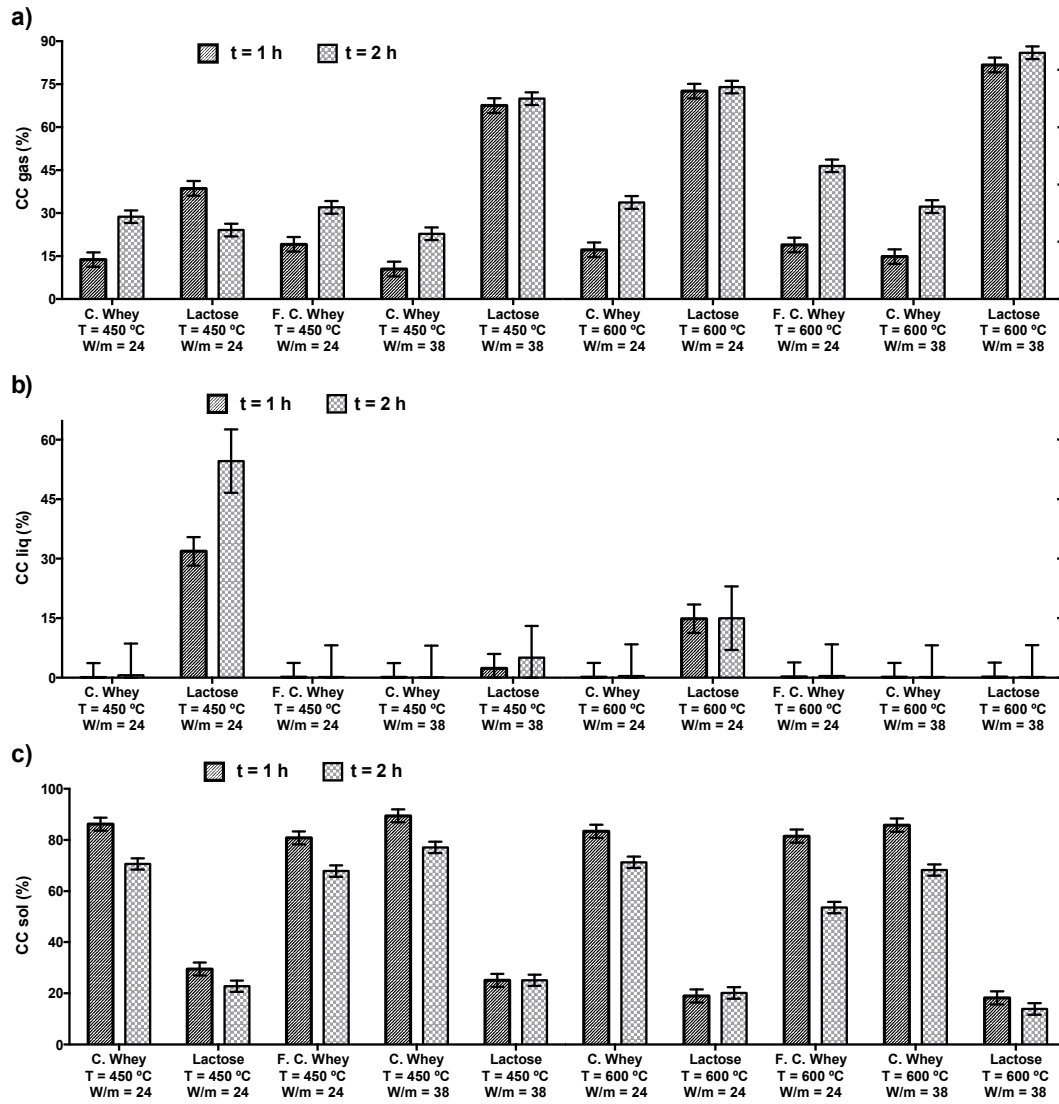 a)
t = 1 h
t = 2 h
CC gas (%)
90
75
60
45
30
15
0
C. Whey
T = 450 ºC
W/m = 24
Lactose
T = 450 ºC
W/m = 24
F. C. Whey
T = 450 ºC
W/m = 24
C. Whey
T = 450 ºC
W/m = 38
Lactose
T = 450 ºC
W/m = 38
C. Whey
T = 600 ºC
W/m = 24
Lactose
T = 600 ºC
W/m = 24
F. C. Whey
T = 600 ºC
W/m = 24
C. Whey
T = 600 ºC
W/m = 38
Lactose
T = 600 ºC
W/m = 38
b)
t = 1 h
t = 2 h
CC liq (%)
60
45
30
15
0
C. Whey
T = 450 ºC
W/m = 24
Lactose
T = 450 ºC
W/m = 24
F. C. Whey
T = 450 ºC
W/m = 24
C. Whey
T = 450 ºC
W/m = 38
Lactose
T = 450 ºC
W/m = 38
C. Whey
T = 600 ºC
W/m = 24
Lactose
T = 600 ºC
W/m = 24
F. C. Whey
T = 600 ºC
W/m = 24
C. Whey
T = 600 ºC
W/m = 38
Lactose
T = 600 ºC
W/m = 38
c)
t = 1 h
t = 2 h
CC sol (%)
100
80
60
40
20
0
C. Whey
T = 450 ºC
W/m = 24
Lactose
T = 450 ºC
W/m = 24
F. C. Whey
T = 450 ºC
W/m = 24
C. Whey
T = 450 ºC
W/m = 38
Lactose
T = 450 ºC
W/m = 38
C. Whey
T = 600 ºC
W/m = 24
Lactose
T = 600 ºC
W/m = 24
F. C. Whey
T = 600 ºC
W/m = 24
C. Whey
T = 600 ºC
W/m = 38
Lactose
T = 600 ºC
W/m = 38